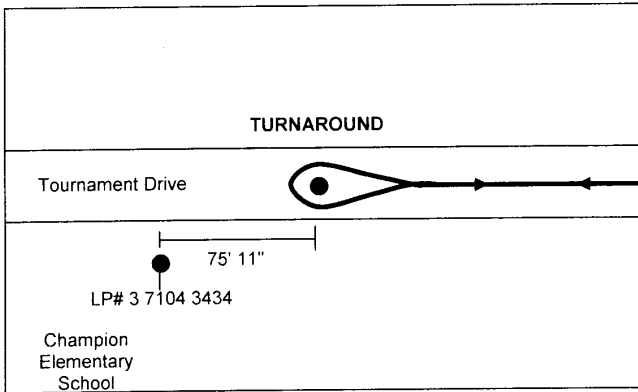 TURNAROUND
Tournament Drive
75' 11"
LP# 3 7104 3434
Champion
Elementary
School